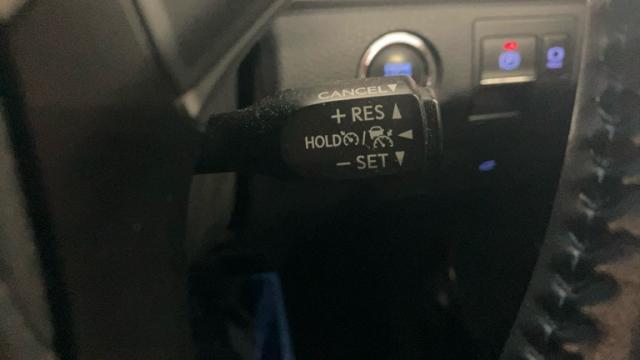 CANCEL▼
+ RES ▲
HOLD / ◀
− SET ▼